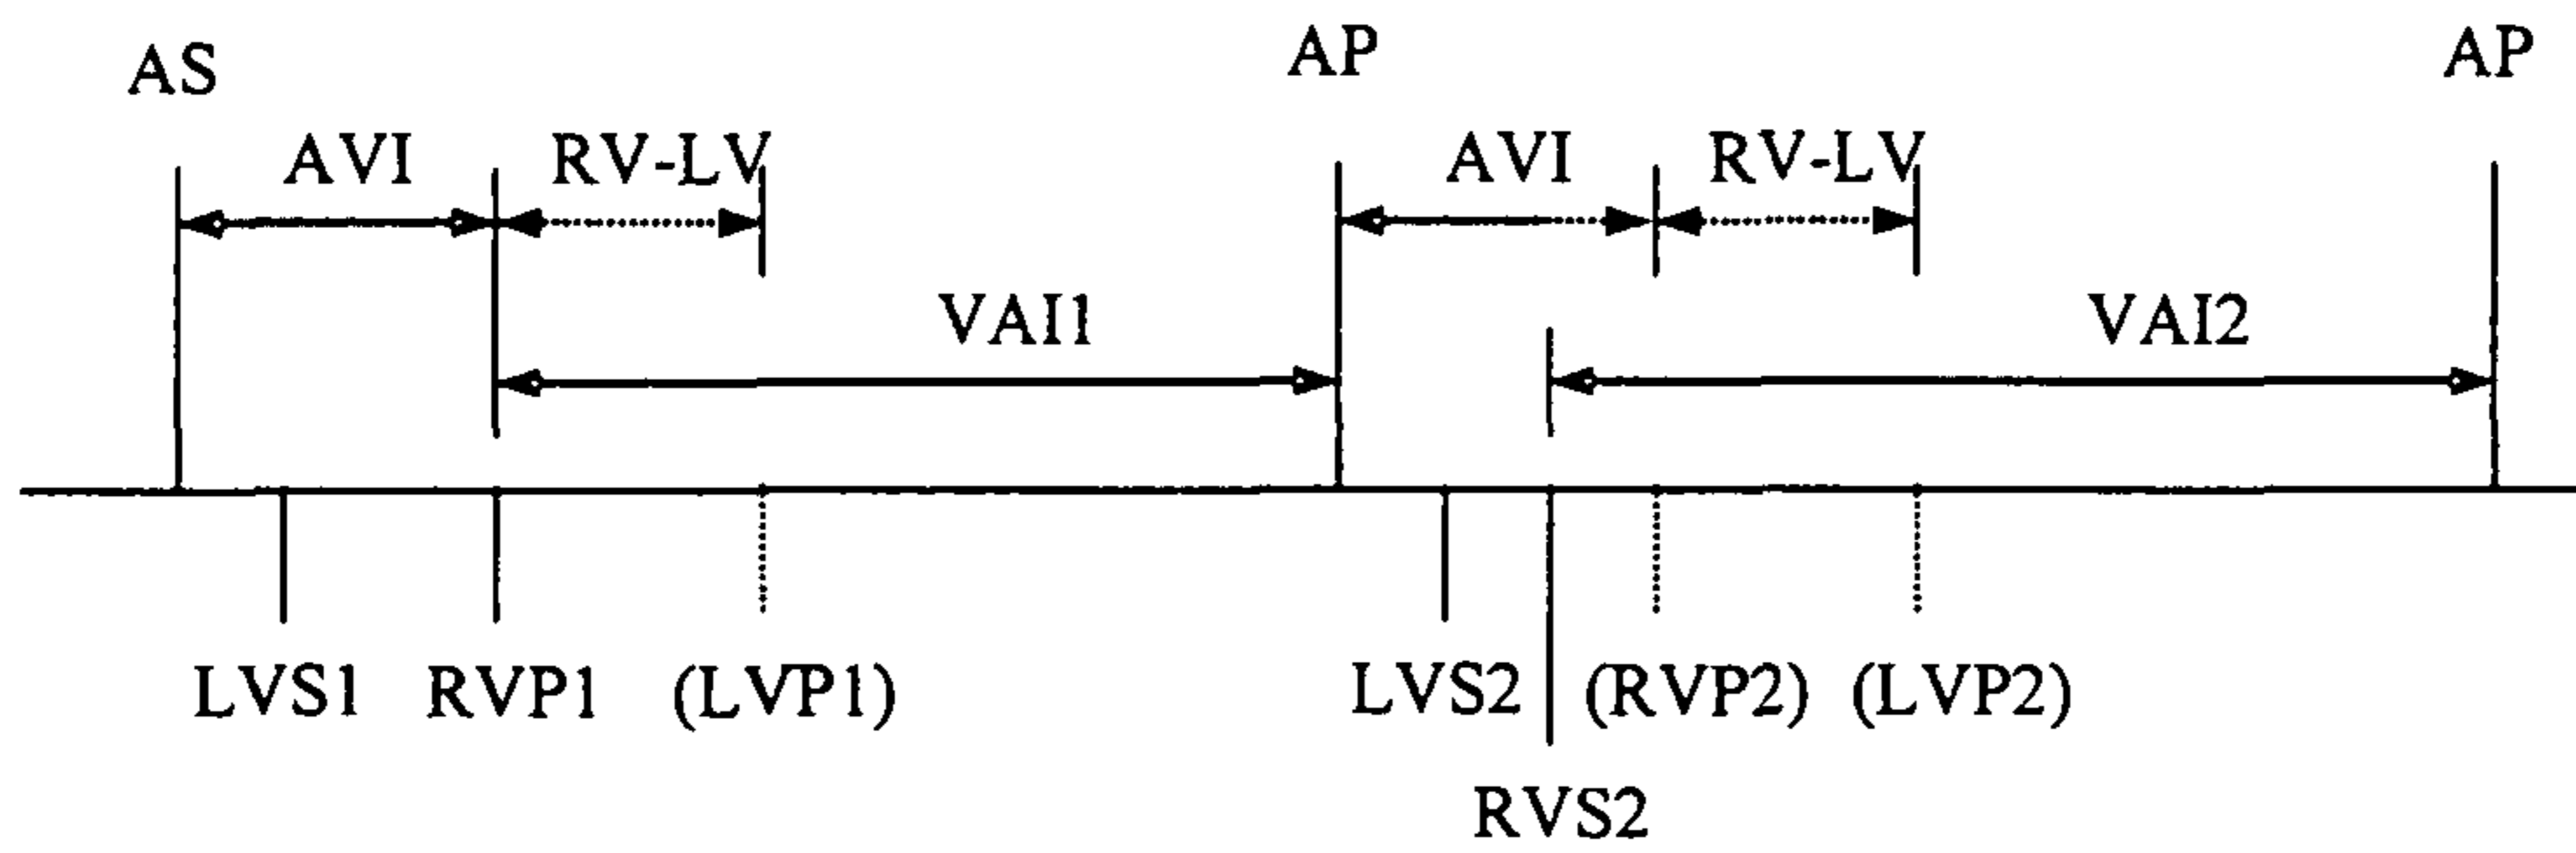 AS AP AP
AVI RV-LV AVI RV-LV
VAI1 VAI2
LVS1 RVP1 (LVP1) LVS2 (RVP2) (LVP2)
RVS2